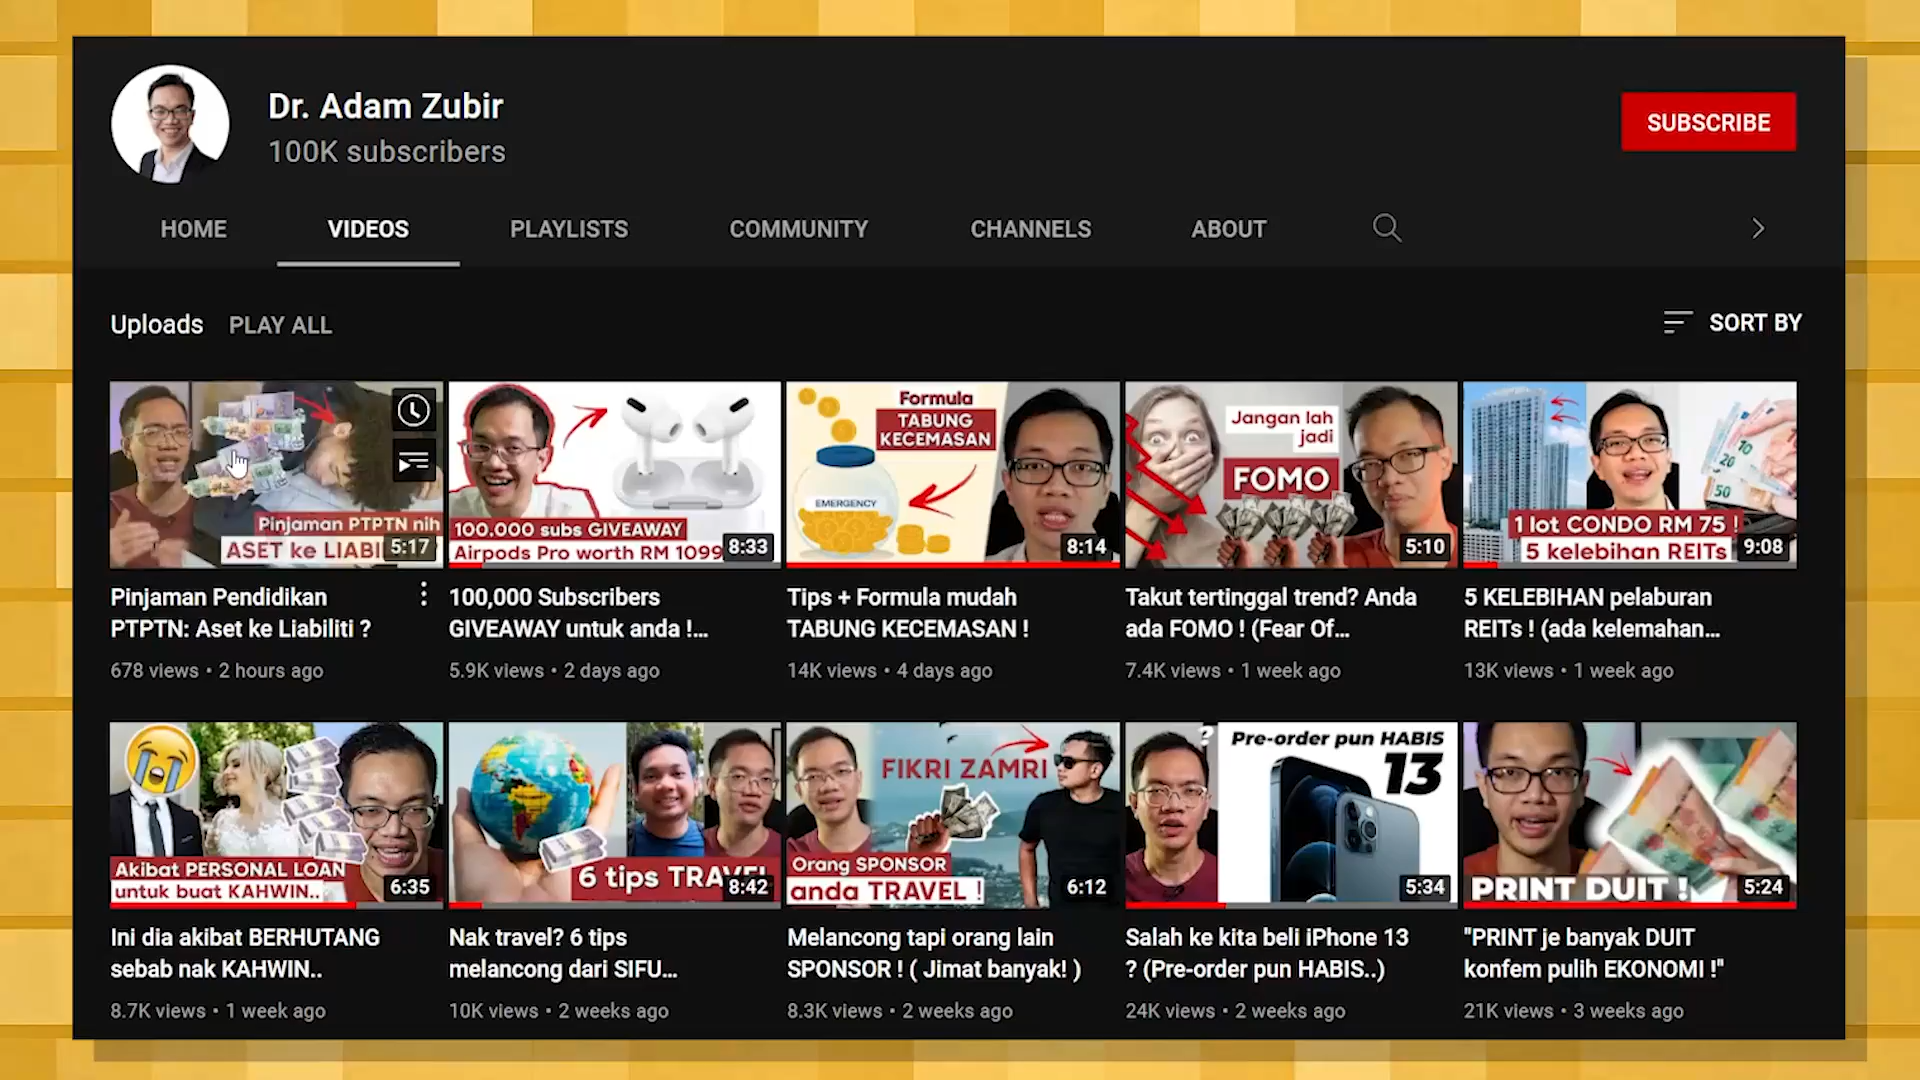 Dr. Adam Zubir
100K subscribers
SUBSCRIBE
HOME
VIDEOS
PLAYLISTS
COMMUNITY
CHANNELS
ABOUT
Uploads
PLAY ALL
SORT BY
Pinjaman PTPTN nih
ASET ke LIABI
5:17
100.000 subs GIVEAWAY
Airpods Pro worth RM 1099
8:33
Formula
TABUNG
KECEMASAN
EMERGENCY
8:14
Jangan lah
jadi
FOMO
5:10
10
20
50
1 lot CONDO RM 75 !
5 kelebihan REITs
9:08
Pinjaman Pendidikan
PTPTN: Aset ke Liabiliti ?
678 views • 2 hours ago
100,000 Subscribers
GIVEAWAY untuk anda !...
5.9K views • 2 days ago
Tips + Formula mudah
TABUNG KECEMASAN !
14K views • 4 days ago
Takut tertinggal trend? Anda
ada FOMO ! (Fear Of...
7.4K views • 1 week ago
5 KELEBIHAN pelaburan
REITs ! (ada kelemahan...
13K views • 1 week ago
Akibat PERSONAL LOAN
untuk buat KAHWIN..
6:35
6 tips TRAVEL
8:42
FIKRI ZAMRI
Orang SPONSOR
anda TRAVEL !
6:12
?
Pre-order pun HABIS
13
5:34
PRINT DUIT !
5:24
Ini dia akibat BERHUTANG
sebab nak KAHWIN..
8.7K views • 1 week ago
Nak travel? 6 tips
melancong dari SIFU...
10K views • 2 weeks ago
Melancong tapi orang lain
SPONSOR ! ( Jimat banyak! )
8.3K views • 2 weeks ago
Salah ke kita beli iPhone 13
? (Pre-order pun HABIS..)
24K views • 2 weeks ago
"PRINT je banyak DUIT
konfem pulih EKONOMI !"
21K views • 3 weeks ago